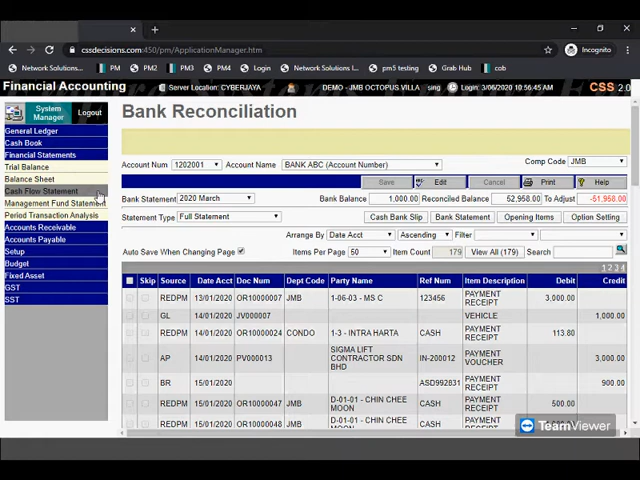 Incognito
cssdecisions.com:450/pm/ApplicationManager.htm
Network Solutions I... PM PM2 PM3 PM4 Login Network Solutions I... pm5 testing Grab Hub cob
Financial Accounting Server Location: CYBERJAYA DEMO - JMB OCTOPUS VILLA Login: 3/06/2020 10:56:45 AM CSS 2.0
System Manager Logout
General Ledger
Cash Book
Financial Statements
Trial Balance
Balance Sheet
Cash Flow Statement
Management Fund Statement
Period Transaction Analysis
Accounts Receivable
Accounts Payable
Setup
Budget
Fixed Asset
GST
SST
Bank Reconciliation
Account Num 1202001 Account Name BANK ABC (Account Number) Comp Code JMB
Save Edit Cancel Print Help
Bank Statement 2020 March Bank Balance 1,000.00 Reconciled Balance 52,958.00 To Adjust -51,958.00
Statement Type Full Statement Cash Bank Slip Bank Statement Opening Items Option Setting
Arrange By Date Acct Ascending Filter
Auto Save When Changing Page Items Per Page 50 Item Count 179 View All (179) Search
1 2 3 4
Skip Source Date Acct Doc Num Dept Code Party Name Ref Num Item Description Debit Credit
REDPM 13/01/2020 OR10000007 JMB 1-06-03 - MS C 123456 PAYMENT RECEIPT 3,000.00
GL 14/01/2020 JV000007 VEHICLE 1,000.00
REDPM 14/01/2020 OR10000024 CONDO 1-3 - INTRA HARTA CASH PAYMENT RECEIPT 113.80
AP 14/01/2020 PV000013 SIGMA LIFT CONTRACTOR SDN BHD IN-200012 PAYMENT VOUCHER 3,000.00
BR 15/01/2020 ASD992831 PAYMENT RECEIPT 900.00
REDPM 15/01/2020 OR10000047 JMB D-01-01 - CHIN CHEE MOON CASH PAYMENT RECEIPT 500.00
REDPM 15/01/2020 OR10000048 JMB D-01-01 - CHIN CHEE MOON CASH PAYMENT RECEIPT
TeamViewer